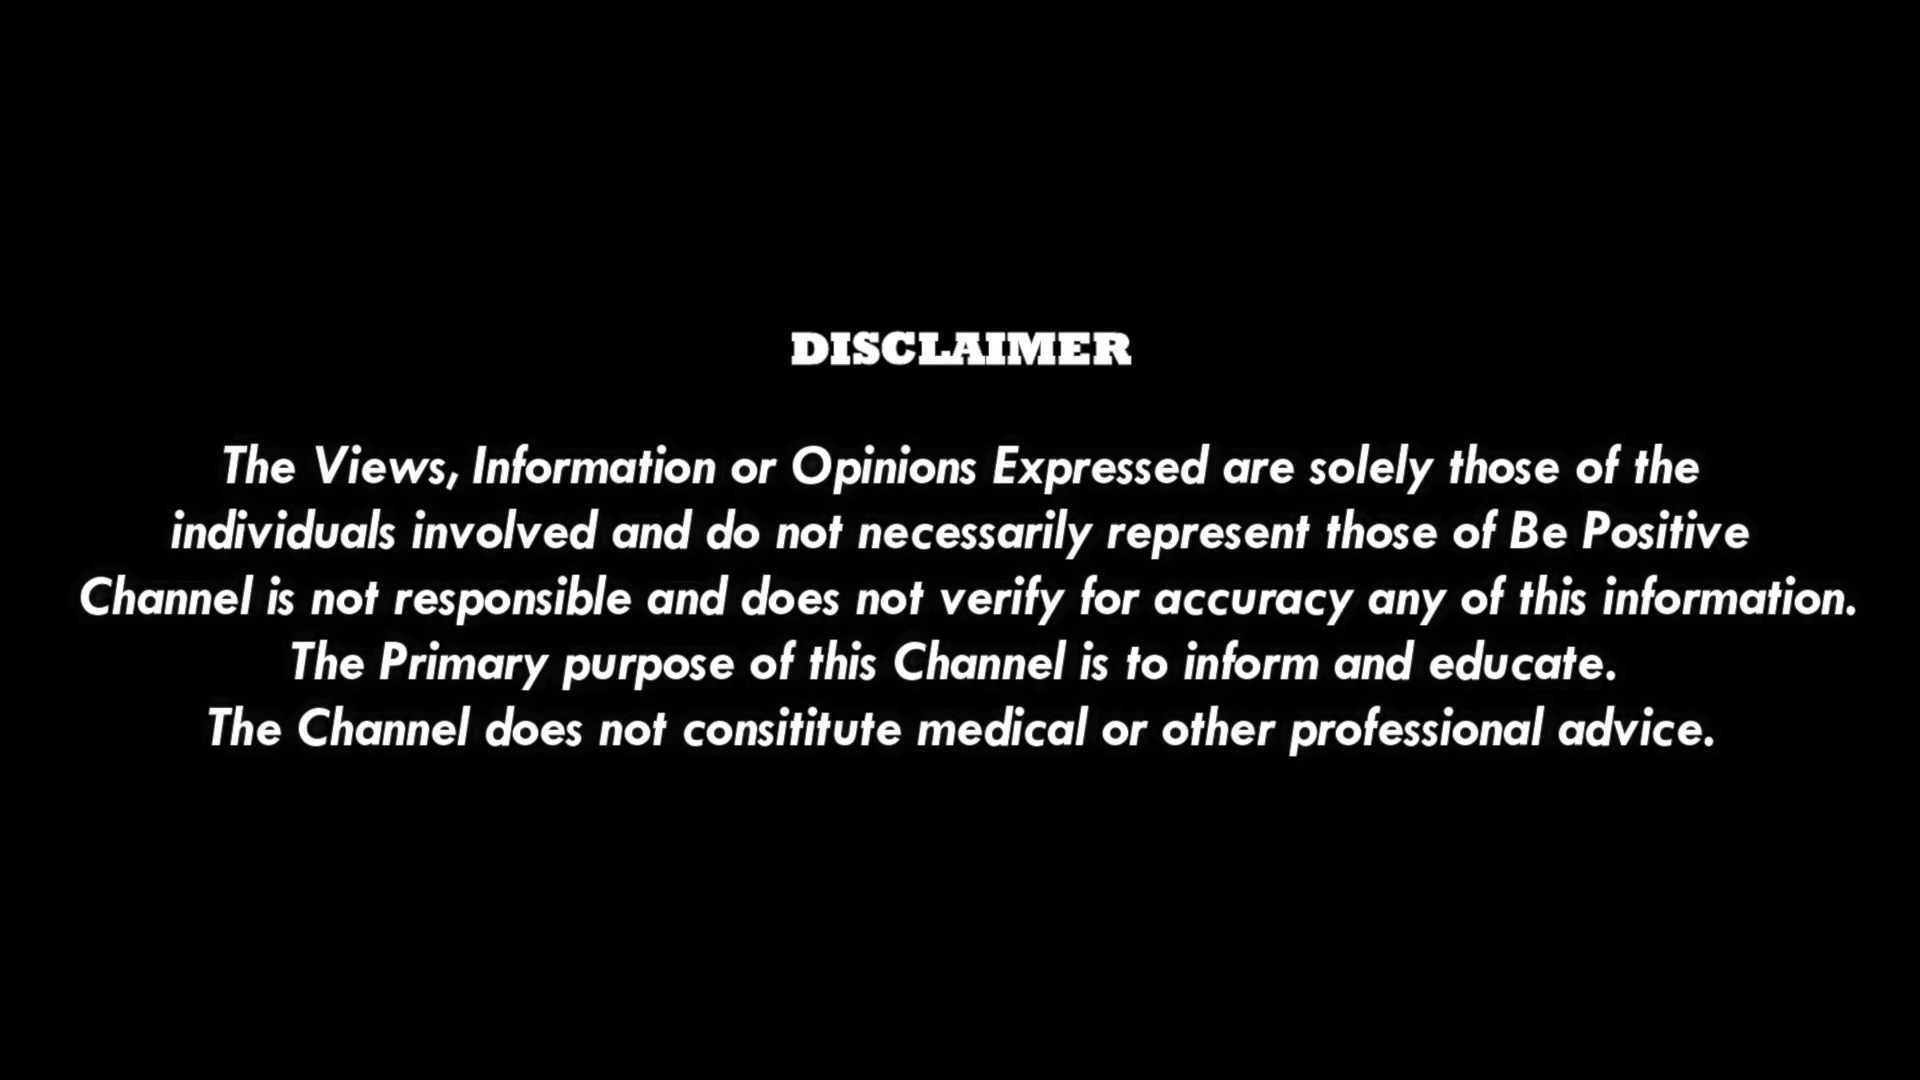 DISCLAIMER
The Views, Information or Opinions Expressed are solely those of the
individuals involved and do not necessarily represent those of Be Positive
Channel is not responsible and does not verify for accuracy any of this information.
The Primary purpose of this Channel is to inform and educate.
The Channel does not consititute medical or other professional advice.